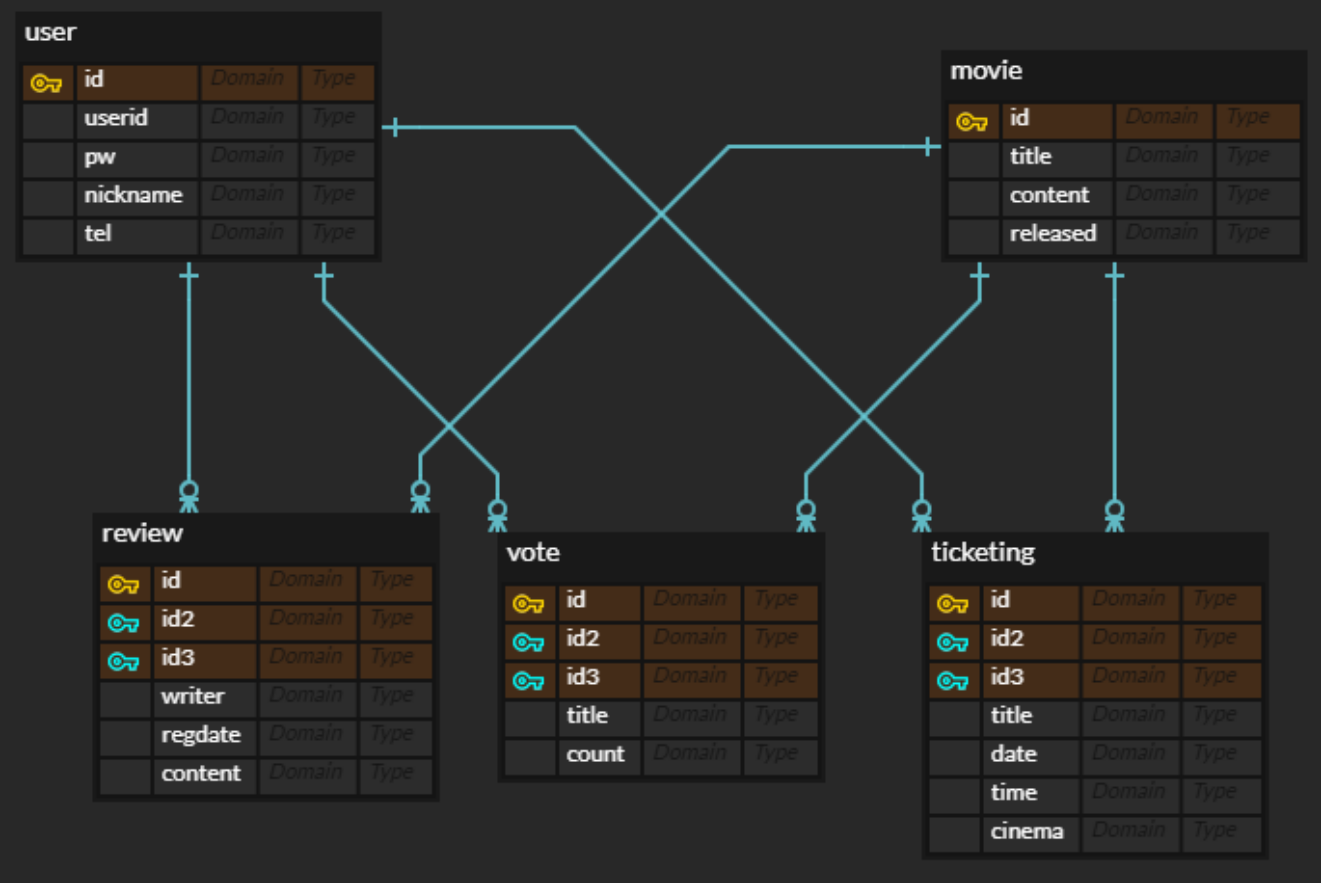 user
id Domain Type
userid Domain Type
pw Domain Type
nickname Domain Type
tel Domain Type
movie
id Domain Type
title Domain Type
content Domain Type
released Domain Type
review
id Domain Type
id2 Domain Type
id3 Domain Type
writer Domain Type
regdate Domain Type
content Domain Type
vote
id Domain Type
id2 Domain Type
id3 Domain Type
title Domain Type
count Domain Type
ticketing
id Domain Type
id2 Domain Type
id3 Domain Type
title Domain Type
date Domain Type
time Domain Type
cinema Domain Type